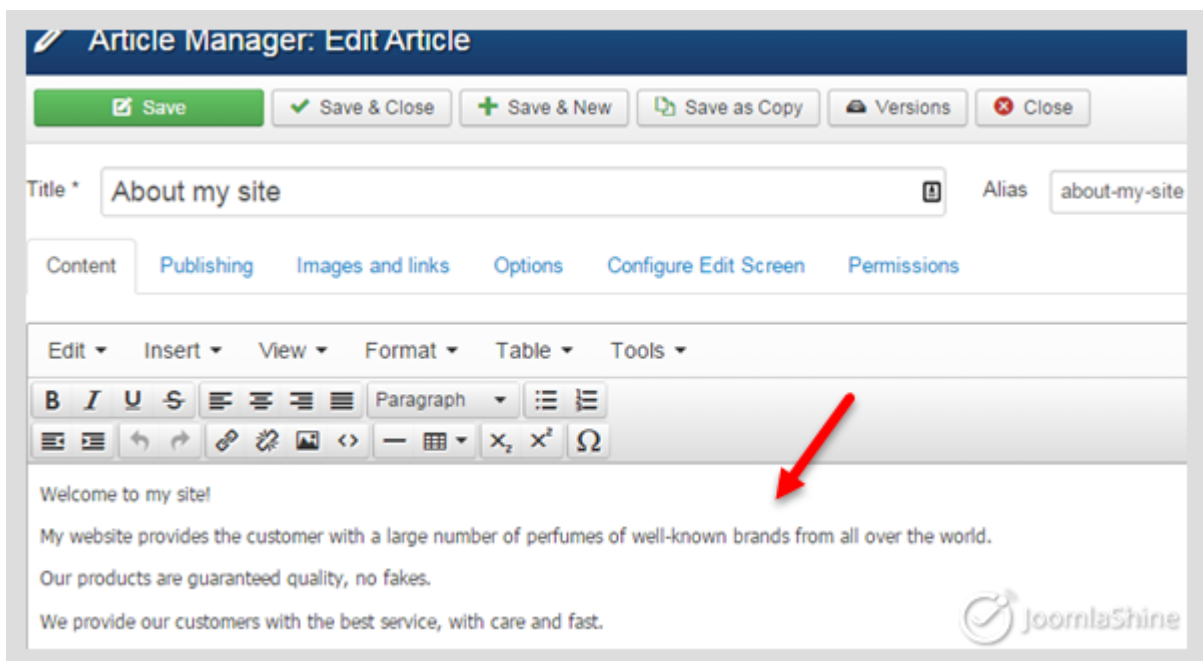 Article Manager: Edit Article
Save Save & Close Save & New Save as Copy Versions Close
Title * About my site Alias about-my-site
Content Publishing Images and links Options Configure Edit Screen Permissions
Edit Insert View Format Table Tools
B I U S Paragraph
x₂ x² Ω
Welcome to my site!
My website provides the customer with a large number of perfumes of well-known brands from all over the world.
Our products are guaranteed quality, no fakes.
We provide our customers with the best service, with care and fast.
JoomlaShine